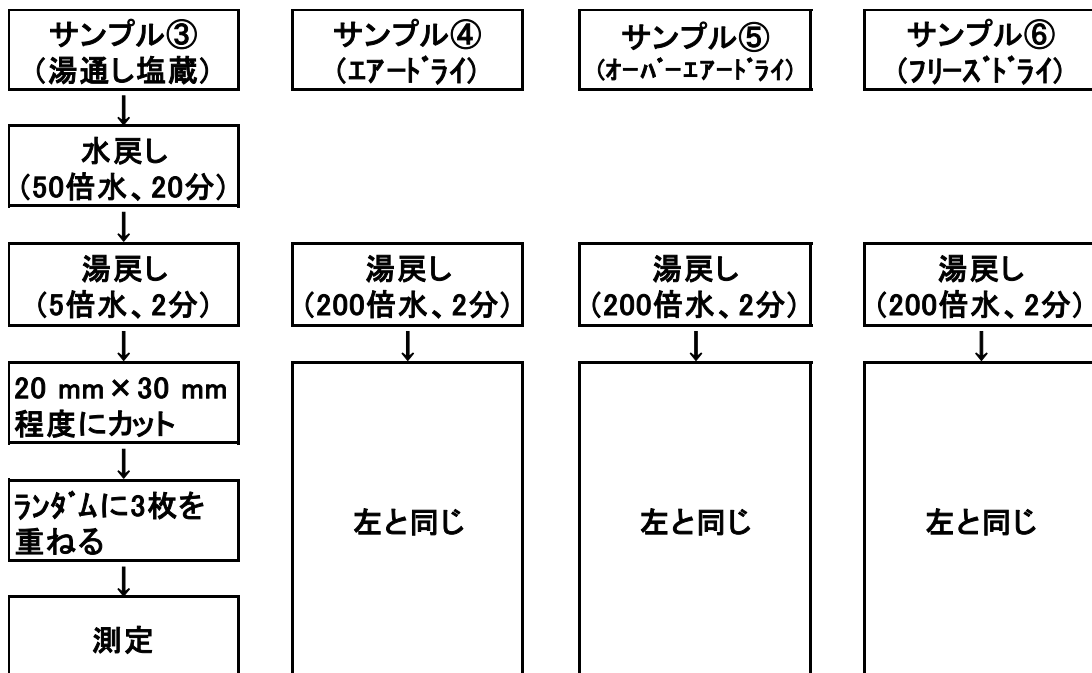 サンプル③
(湯通し塩蔵)
サンプル④
(ｴｱｰﾄﾞﾗｲ)
サンプル⑤
(ｵｰﾊﾞｰｴｱｰﾄﾞﾗｲ)
サンプル⑥
(ﾌﾘｰｽﾞﾄﾞﾗｲ)
↓
水戻し
(50倍水、20分)
↓
湯戻し
(5倍水、2分)
湯戻し
(200倍水、2分)
湯戻し
(200倍水、2分)
湯戻し
(200倍水、2分)
↓ ↓ ↓ ↓
20 mm×30 mm
程度にカット
↓
ﾗﾝﾀﾞﾑに3枚を
重ねる
↓
測定
左と同じ
左と同じ
左と同じ